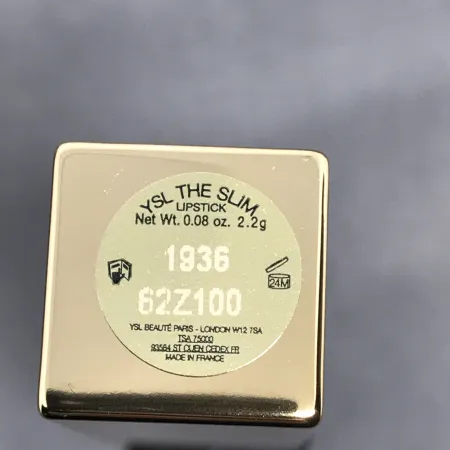 YSL THE SLIM
LIPSTICK
Net Wt. 0.08 oz. 2.2g
1936
24M
62Z100
YSL BEAUTÉ PARIS - LONDON W12 7SA
TSA 75000
93584 ST OUEN CEDEX FR
MADE IN FRANCE